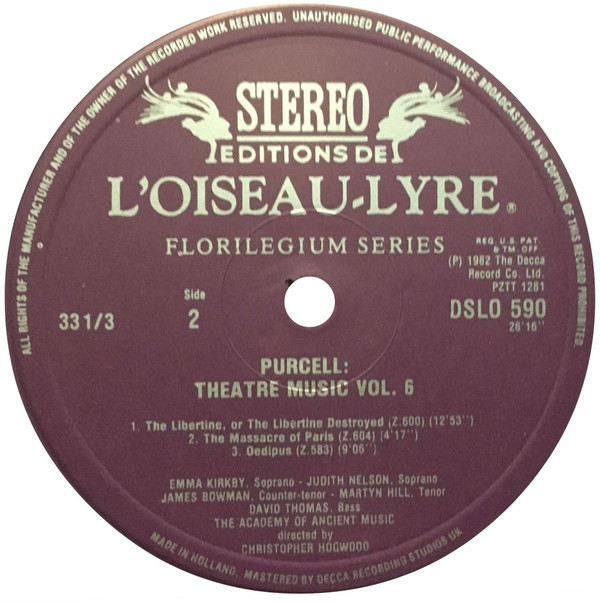 ALL RIGHTS OF THE MANUFACTURER AND OF THE OWNER OF THE RECORDED WORK RESERVED. UNAUTHORISED PUBLIC PERFORMANCE BROADCASTING AND COPYING OF THIS RECORD PROHIBITED.
STEREO
EDITIONS DE
L'OISEAU-LYRE®
FLORILEGIUM SERIES
REG. U.S. PAT.
& TM. OFF.
(P) 1982 The Decca
Record Co. Ltd.
PZTT 1281
Side
2
33 1/3
DSLO 590
26'16''
PURCELL:
THEATRE MUSIC VOL. 6
1. The Libertine, or The Libertine Destroyed (Z.600) (12'53'')
2. The Massacre of Paris (Z.604) (4'17'')
3. Oedipus (Z.583) (9'06'')
EMMA KIRKBY, Soprano - JUDITH NELSON, Soprano
JAMES BOWMAN, Counter-tenor - MARTYN HILL, Tenor
DAVID THOMAS, Bass
THE ACADEMY OF ANCIENT MUSIC
directed by
CHRISTOPHER HOGWOOD
MADE IN HOLLAND. MASTERED BY DECCA RECORDING STUDIOS UK